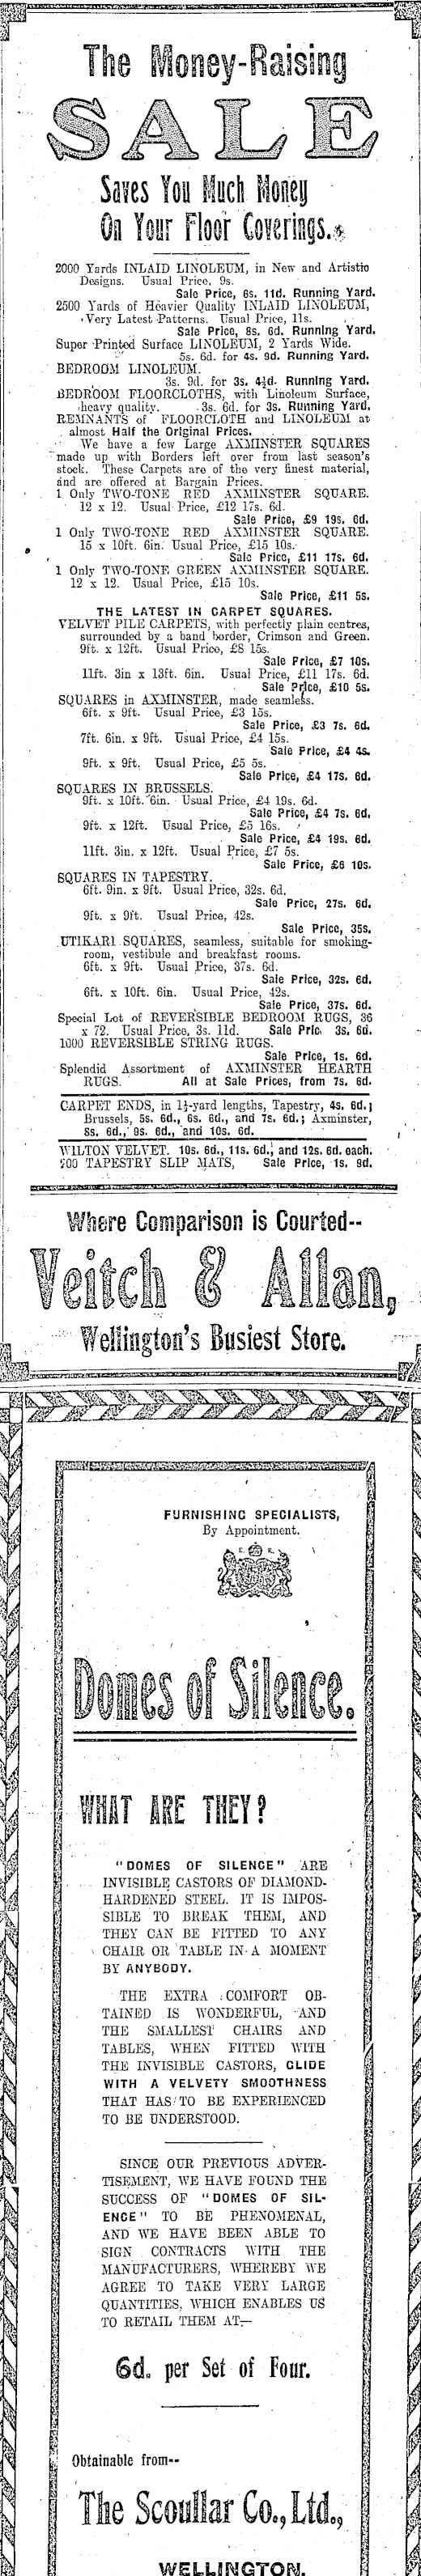 The Money-Raising
SALE
Saves You Much Money
On Your Floor Coverings.
2000 Yards INLAID LINOLEUM, in New and Artistic
Designs. Usual Price, 9s.
Sale Price, 6s. 11d. Running Yard.
2500 Yards of Heavier Quality INLAID LINOLEUM,
Very Latest Patterns. Usual Price, 11s.
Sale Price, 8s. 6d. Running Yard.
Super Printed Surface LINOLEUM, 2 Yards Wide.
5s. 6d. for 4s. 9d. Running Yard.
BEDROOM LINOLEUM.
3s. 9d. for 3s. 4½d. Running Yard.
BEDROOM FLOORCLOTHS, with Linoleum Surface,
heavy quality. 3s. 6d. for 3s. Running Yard.
REMNANTS of FLOORCLOTH and LINOLEUM at
almost Half the Original Prices.
We have a few Large AXMINSTER SQUARES
made up with Borders left over from last season's
stock. These Carpets are of the very finest material,
and are offered at Bargain Prices.
1 Only TWO-TONE RED AXMINSTER SQUARE.
12 x 12. Usual Price, £12 17s. 6d.
Sale Price, £9 19s. 6d.
1 Only TWO-TONE RED AXMINSTER SQUARE.
15 x 10ft. 6in. Usual Price, £15 10s.
Sale Price, £11 17s. 6d.
1 Only TWO-TONE GREEN AXMINSTER SQUARE.
12 x 12. Usual Price, £15 10s.
Sale Price, £11 5s.
THE LATEST IN CARPET SQUARES.
VELVET PILE CARPETS, with perfectly plain centres,
surrounded by a band border, Crimson and Green.
9ft. x 12ft. Usual Price, £8 15s.
Sale Price, £7 10s.
11ft. 3in x 13ft. 6in. Usual Price, £11 17s. 6d.
Sale Price, £10 5s.
SQUARES in AXMINSTER, made seamless.
6ft. x 9ft. Usual Price, £3 15s.
Sale Price, £3 7s. 6d.
7ft. 6in. x 9ft. Usual Price, £4 15s.
Sale Price, £4 4s.
9ft. x 9ft. Usual Price, £5 5s.
Sale Price, £4 17s. 6d.
SQUARES IN BRUSSELS.
9ft. x 10ft. 6in. Usual Price, £4 19s. 6d.
Sale Price, £4 7s. 6d.
9ft. x 12ft. Usual Price, £5 16s.
Sale Price, £4 19s. 6d.
11ft. 3in. x 12ft. Usual Price, £7 5s.
Sale Price, £6 10s.
SQUARES IN TAPESTRY.
6ft. 9in. x 9ft. Usual Price, 32s. 6d.
Sale Price, 27s. 6d.
9ft. x 9ft. Usual Price, 42s.
Sale Price, 35s.
UTIKARI SQUARES, seamless, suitable for smoking-
room, vestibule and breakfast rooms.
6ft. x 9ft. Usual Price, 37s. 6d.
Sale Price, 32s. 6d.
6ft. x 10ft. 6in. Usual Price, 42s.
Sale Price, 37s. 6d.
Special Lot of REVERSIBLE BEDROOM RUGS, 36
x 72. Usual Price, 3s. 11d. Sale Price 3s. 6d.
1000 REVERSIBLE STRING RUGS.
Sale Price, 1s. 6d.
Splendid Assortment of AXMINSTER HEARTH
RUGS. All at Sale Prices, from 7s. 6d.
CARPET ENDS, in 1½-yard lengths, Tapestry, 4s. 6d.;
Brussels, 5s. 6d., 6s. 6d., and 7s. 6d.; Axminster,
8s. 6d., 9s. 6d., and 10s. 6d.
WILTON VELVET. 10s. 6d., 11s. 6d., and 12s. 6d. each.
200 TAPESTRY SLIP MATS, Sale Price, 1s. 9d.
Where Comparison is Courted--
Veitch & Allan,
Wellington's Busiest Store.
FURNISHING SPECIALISTS,
By Appointment.
E. R.
Domes of Silence.
WHAT ARE THEY?
"DOMES OF SILENCE" ARE
INVISIBLE CASTORS OF DIAMOND-
HARDENED STEEL. IT IS IMPOS-
SIBLE TO BREAK THEM, AND
THEY CAN BE FITTED TO ANY
CHAIR OR TABLE IN A MOMENT
BY ANYBODY.
THE EXTRA COMFORT OB-
TAINED IS WONDERFUL, AND
THE SMALLEST CHAIRS AND
TABLES, WHEN FITTED WITH
THE INVISIBLE CASTORS, GLIDE
WITH A VELVETY SMOOTHNESS
THAT HAS TO BE EXPERIENCED
TO BE UNDERSTOOD.
SINCE OUR PREVIOUS ADVER-
TISEMENT, WE HAVE FOUND THE
SUCCESS OF "DOMES OF SIL-
ENCE" TO BE PHENOMENAL,
AND WE HAVE BEEN ABLE TO
SIGN CONTRACTS WITH THE
MANUFACTURERS, WHEREBY WE
AGREE TO TAKE VERY LARGE
QUANTITIES, WHICH ENABLES US
TO RETAIL THEM AT—
6d. per Set of Four.
Obtainable from--
The Scoullar Co., Ltd.,
WELLINGTON.